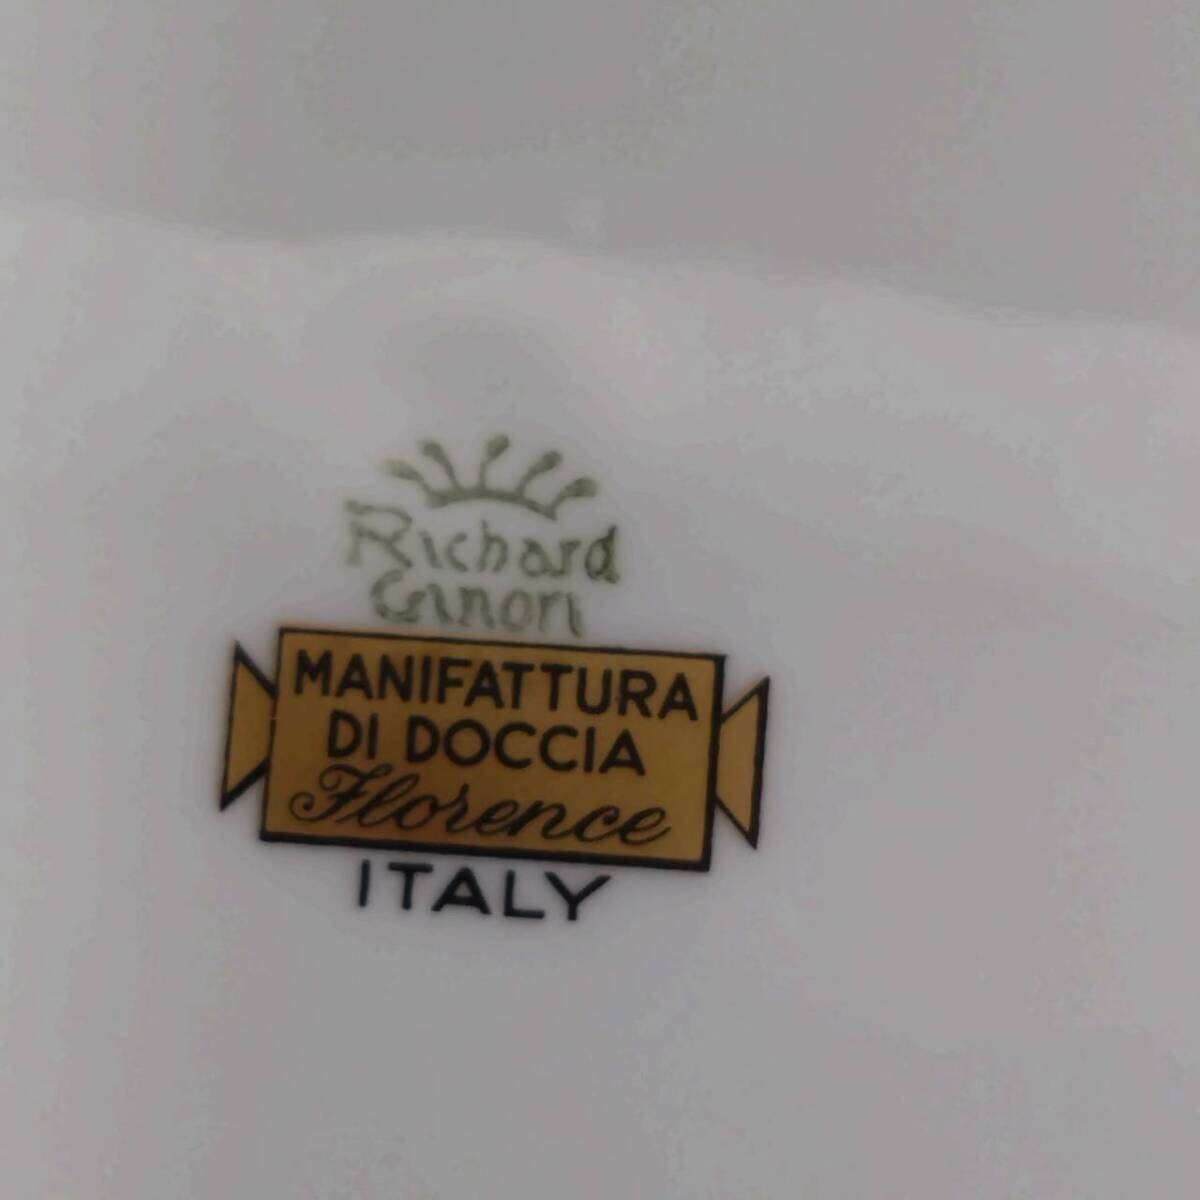 Richard
Ginori
MANIFATTURA
DI DOCCIA
Florence
ITALY